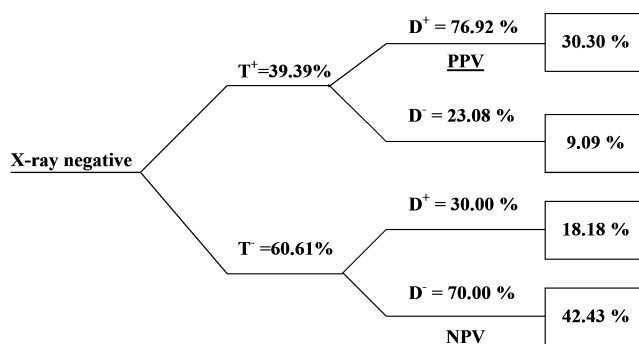 D⁺ = 76.92 %
30.30 %
PPV
T⁺=39.39%
D⁻ = 23.08 %
9.09 %
X-ray negative
D⁺ = 30.00 %
18.18 %
T⁻=60.61%
D⁻ = 70.00 %
42.43 %
NPV